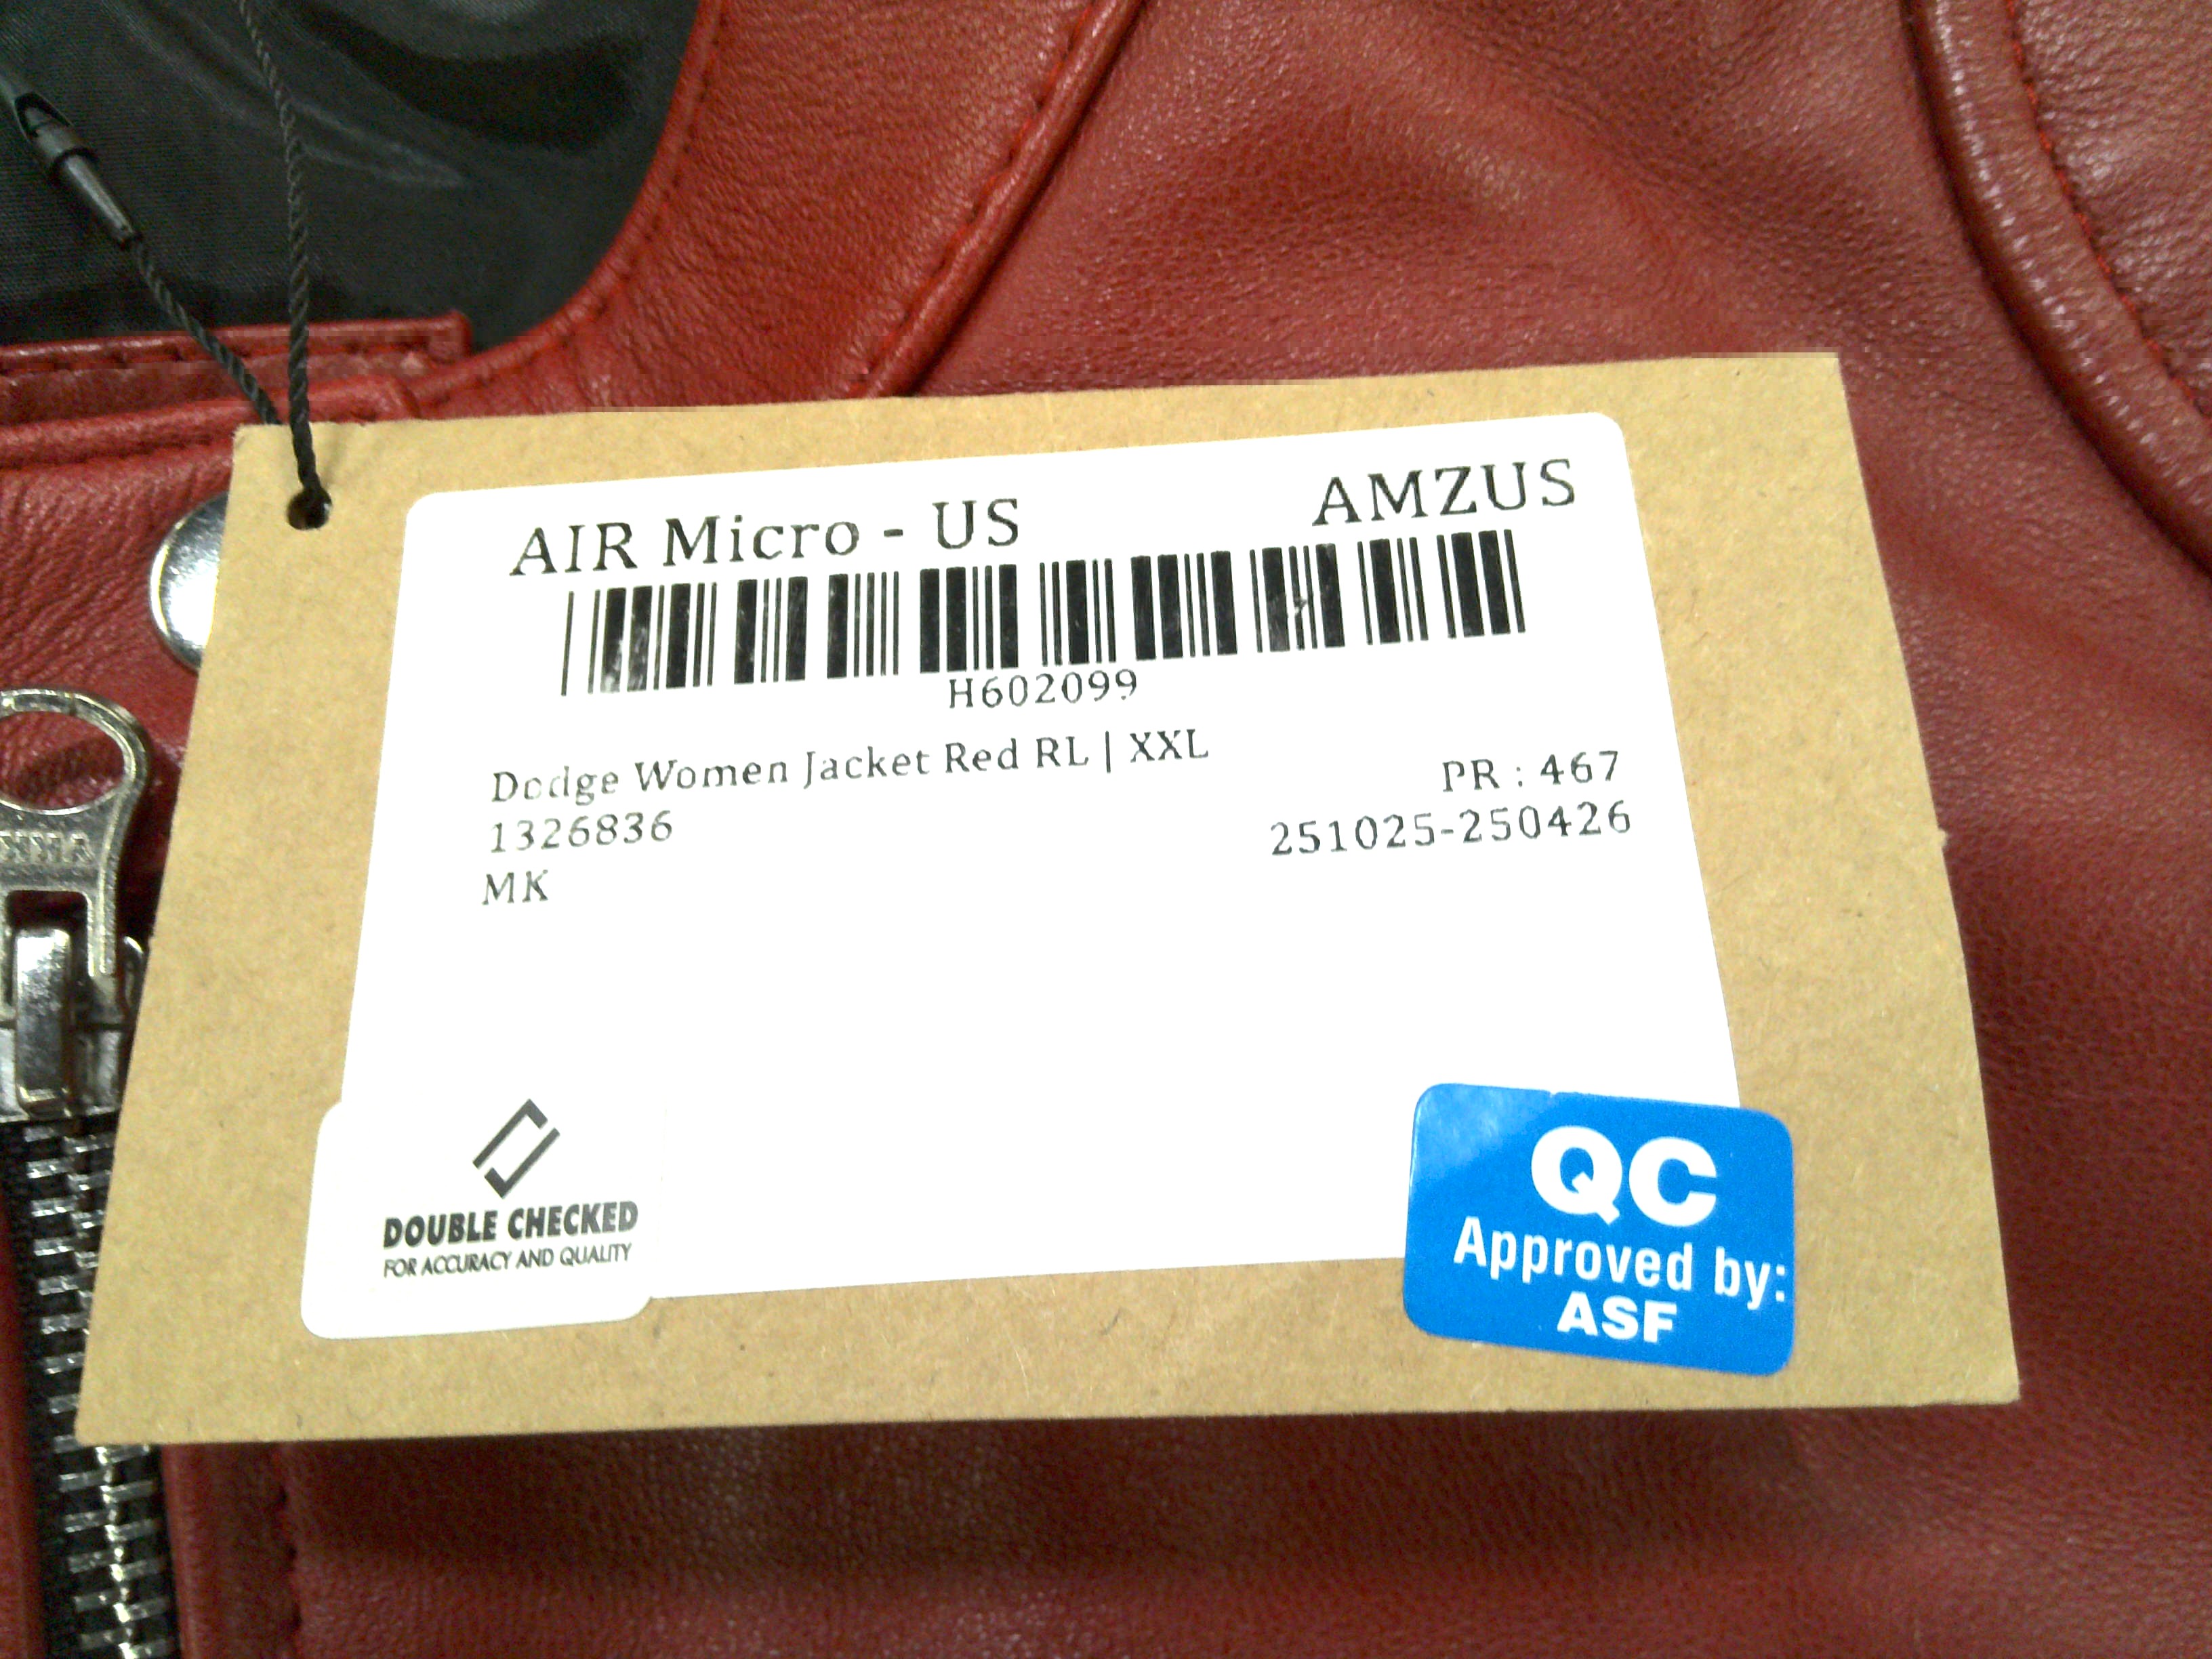 AIR Micro - US
AMZUS
H602099
Dodge Women Jacket Red RL | XXL
PR : 467
1326836
251025-250426
MK
DOUBLE CHECKED
FOR ACCURACY AND QUALITY
QC
Approved by:
ASF